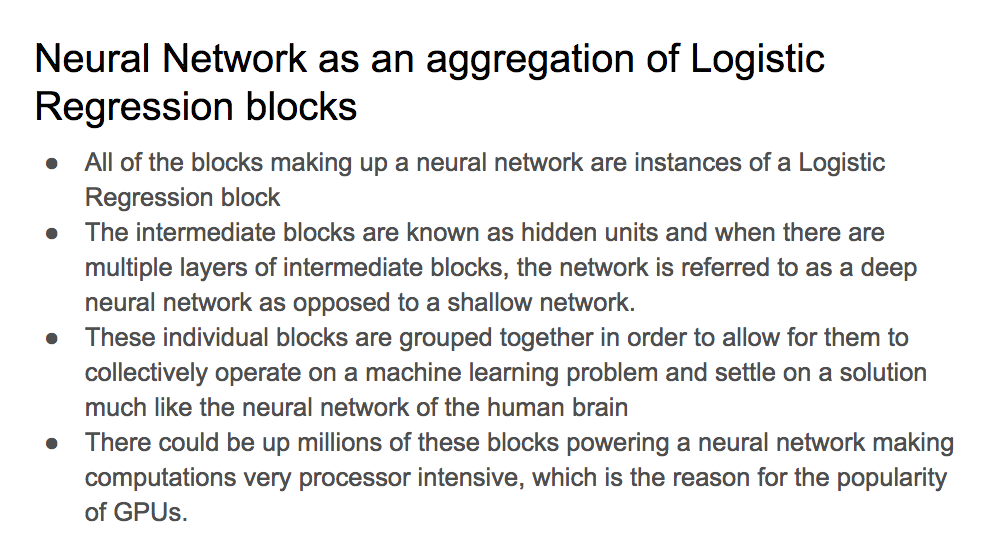 Neural Network as an aggregation of Logistic
Regression blocks
● All of the blocks making up a neural network are instances of a Logistic
Regression block
● The intermediate blocks are known as hidden units and when there are
multiple layers of intermediate blocks, the network is referred to as a deep
neural network as opposed to a shallow network.
● These individual blocks are grouped together in order to allow for them to
collectively operate on a machine learning problem and settle on a solution
much like the neural network of the human brain
● There could be up millions of these blocks powering a neural network making
computations very processor intensive, which is the reason for the popularity
of GPUs.